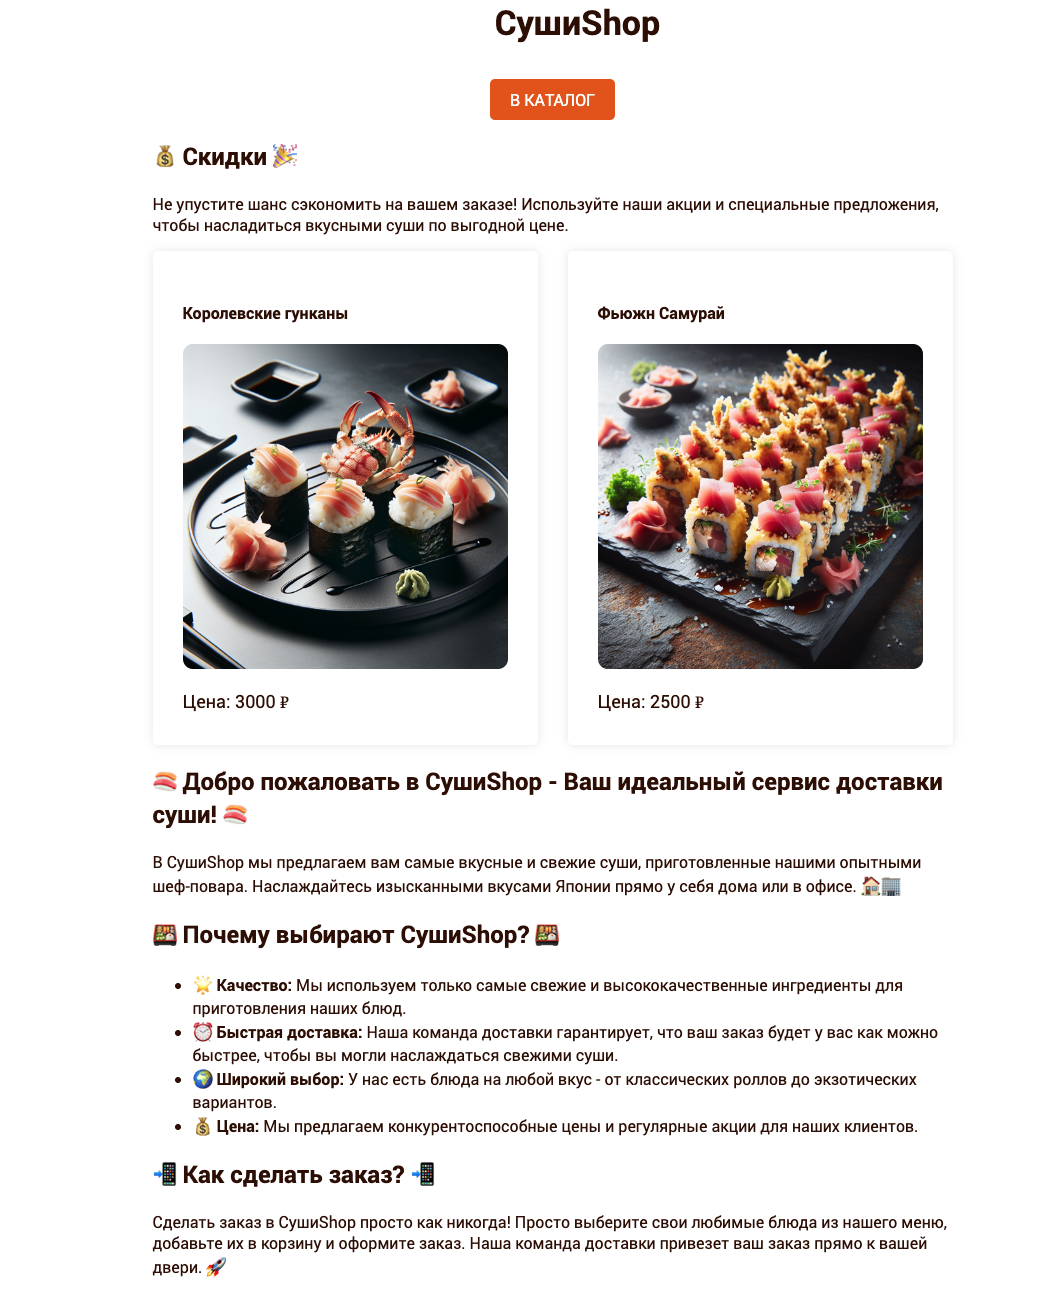 СушиShop
В КАТАЛОГ
💰 Скидки 🎉
Не упустите шанс сэкономить на вашем заказе! Используйте наши акции и специальные предложения,
чтобы насладиться вкусными суши по выгодной цене.
Королевские гунканы
Фьюжн Самурай
Цена: 3000 ₽
Цена: 2500 ₽
🍣 Добро пожаловать в СушиShop - Ваш идеальный сервис доставки
суши! 🍣
В СушиShop мы предлагаем вам самые вкусные и свежие суши, приготовленные нашими опытными
шеф-повара. Наслаждайтесь изысканными вкусами Японии прямо у себя дома или в офисе. 🏠🏢
🍱 Почему выбирают СушиShop? 🍱
• 🌟 Качество: Мы используем только самые свежие и высококачественные ингредиенты для
приготовления наших блюд.
• ⏰ Быстрая доставка: Наша команда доставки гарантирует, что ваш заказ будет у вас как можно
быстрее, чтобы вы могли наслаждаться свежими суши.
• 🌍 Широкий выбор: У нас есть блюда на любой вкус - от классических роллов до экзотических
вариантов.
• 💰 Цена: Мы предлагаем конкурентоспособные цены и регулярные акции для наших клиентов.
📲 Как сделать заказ? 📲
Сделать заказ в СушиShop просто как никогда! Просто выберите свои любимые блюда из нашего меню,
добавьте их в корзину и оформите заказ. Наша команда доставки привезет ваш заказ прямо к вашей
двери. 🚀